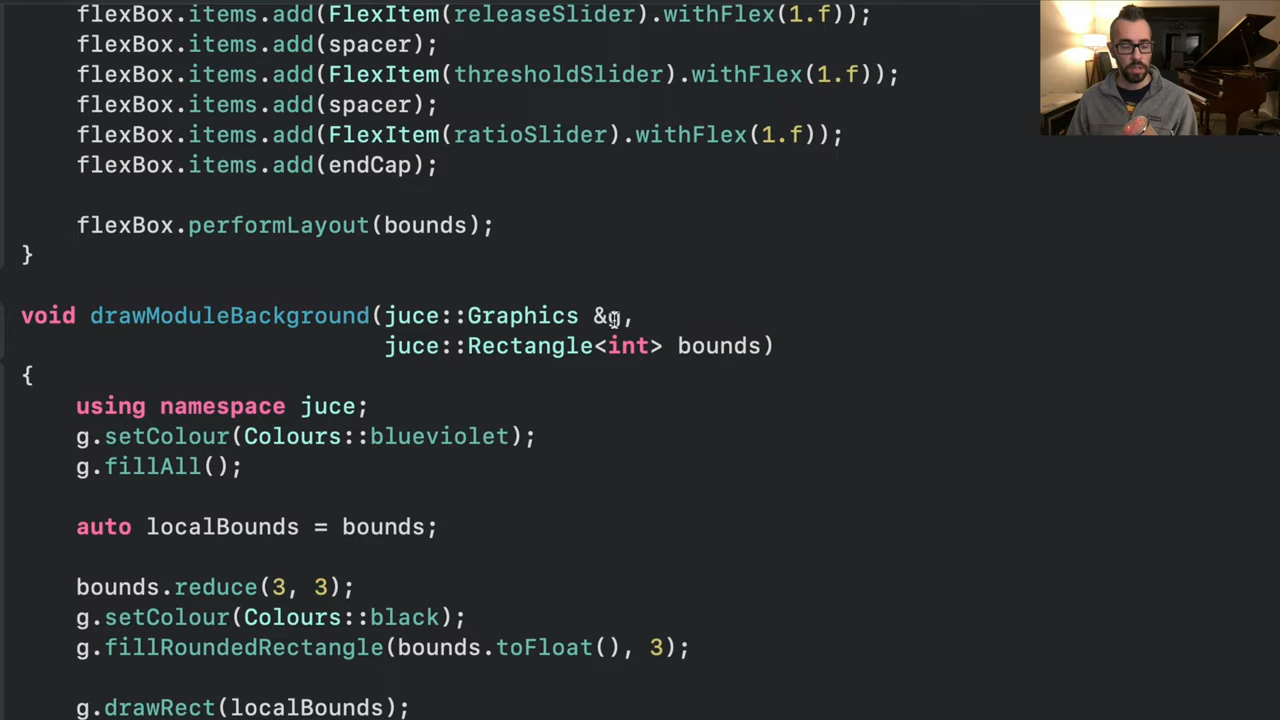 flexBox.items.add(FlexItem(releaseSlider).withFlex(1.f));
flexBox.items.add(spacer);
flexBox.items.add(FlexItem(thresholdSlider).withFlex(1.f));
flexBox.items.add(spacer);
flexBox.items.add(FlexItem(ratioSlider).withFlex(1.f));
flexBox.items.add(endCap);
flexBox.performLayout(bounds);
}
void drawModuleBackground(juce::Graphics &g,
juce::Rectangle<int> bounds)
{
using namespace juce;
g.setColour(Colours::blueviolet);
g.fillAll();
auto localBounds = bounds;
bounds.reduce(3, 3);
g.setColour(Colours::black);
g.fillRoundedRectangle(bounds.toFloat(), 3);
g.drawRect(localBounds);